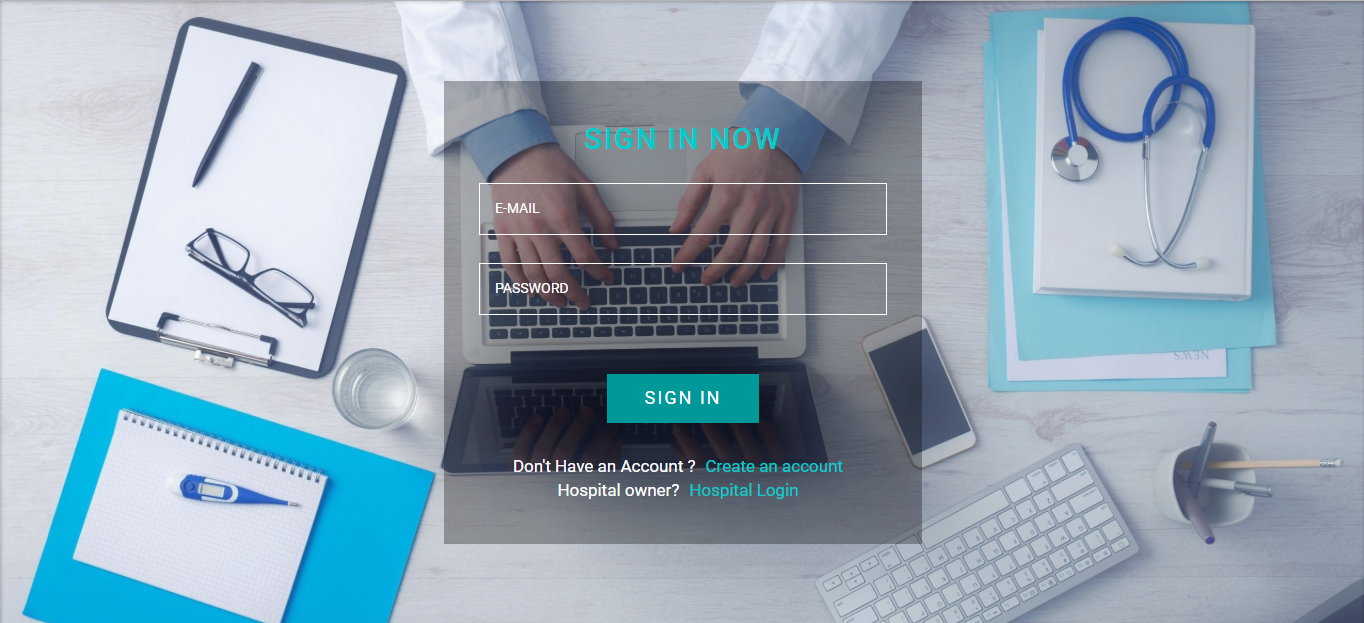 SIGN IN NOW
E-MAIL
PASSWORD
SIGN IN
Don't Have an Account ? Create an account
Hospital owner? Hospital Login
NEWS